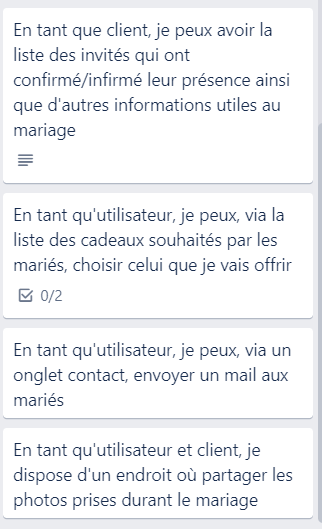 En tant que client, je peux avoir la
liste des invités qui ont
confirmé/infirmé leur présence ainsi
que d'autres informations utiles au
mariage
En tant qu'utilisateur, je peux, via la
liste des cadeaux souhaités par les
mariés, choisir celui que je vais offrir
0/2
En tant qu'utilisateur, je peux, via un
onglet contact, envoyer un mail aux
mariés
En tant qu'utilisateur et client, je
dispose d'un endroit où partager les
photos prises durant le mariage